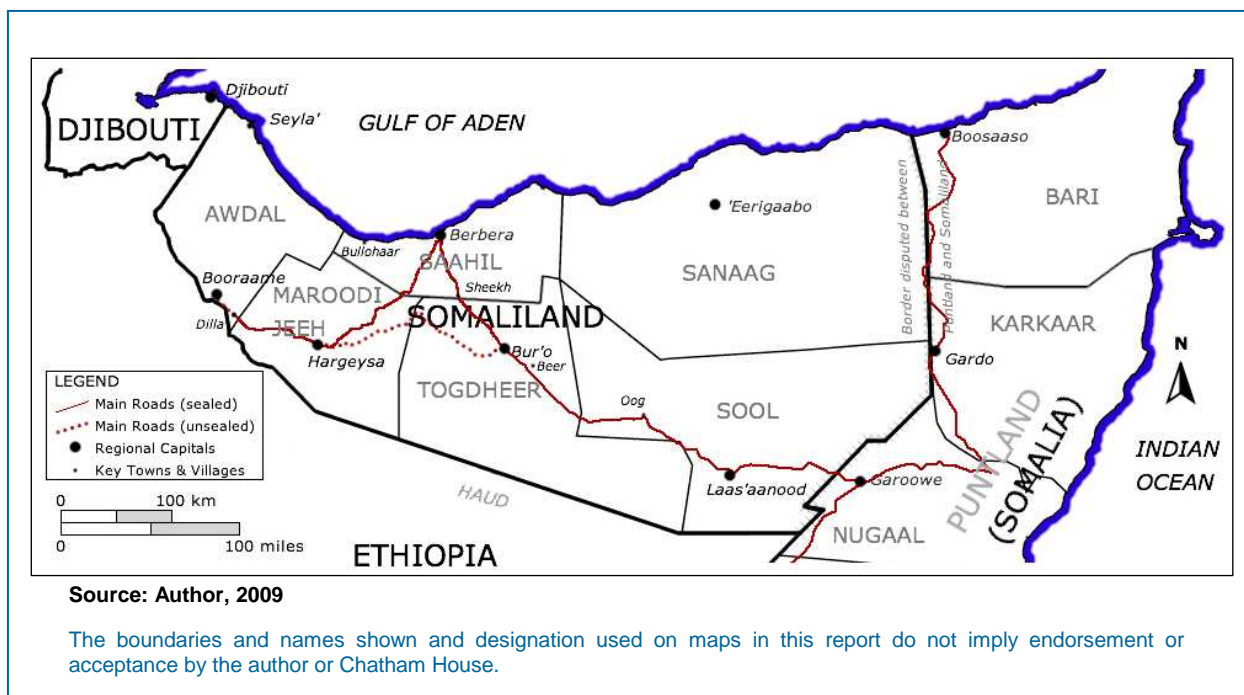 Djibouti
DJIBOUTI
Seyla'
GULF OF ADEN
Boosaaso
AWDAL
'Eerigaabo
BARI
Berbera
Bullohaar
SAAHIL
SANAAG
Border disputed between
Puntland and Somaliland
Booraame
MAROODI
JEEH
Sheekh
SOMALILAND
KARKAAR
Dilla
Hargeysa
Bur'o
Beer
Gardo
N
TOGDHEER
Oog
SOOL
LEGEND
Main Roads (sealed)
Main Roads (unsealed)
Regional Capitals
Key Towns & Villages
Laas'aanood
Garoowe
PUNTLAND
(SOMALIA)
INDIAN
OCEAN
HAUD
NUGAAL
0 100 km
0 100 miles
ETHIOPIA
Source: Author, 2009
The boundaries and names shown and designation used on maps in this report do not imply endorsement or
acceptance by the author or Chatham House.